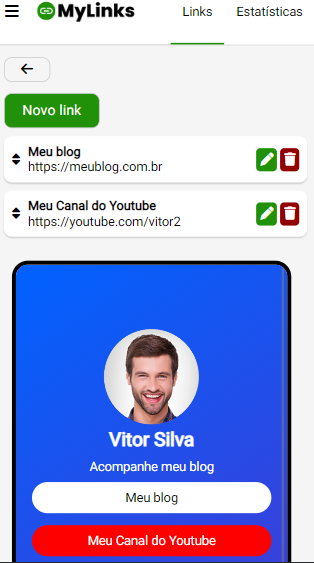 MyLinks
Links
Estatísticas
Novo link
Meu blog
https://meublog.com.br
Meu Canal do Youtube
https://youtube.com/vitor2
Vitor Silva
Acompanhe meu blog
Meu blog
Meu Canal do Youtube